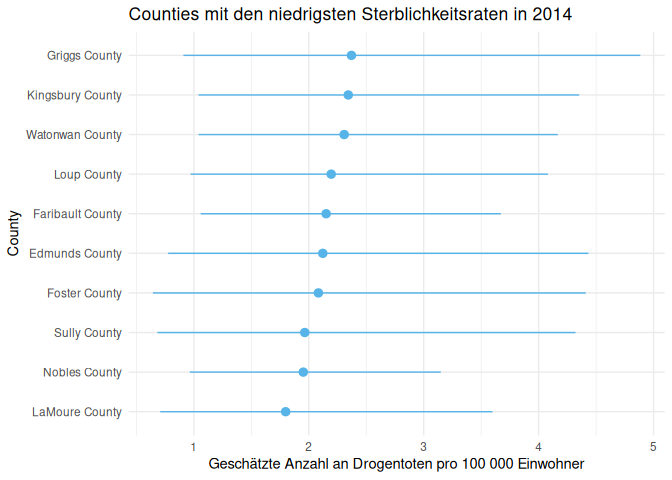 Counties mit den niedrigsten Sterblichkeitsraten in 2014
County
Griggs County
Kingsbury County
Watonwan County
Loup County
Faribault County
Edmunds County
Foster County
Sully County
Nobles County
LaMoure County
1 2 3 4 5
Geschätzte Anzahl an Drogentoten pro 100 000 Einwohner